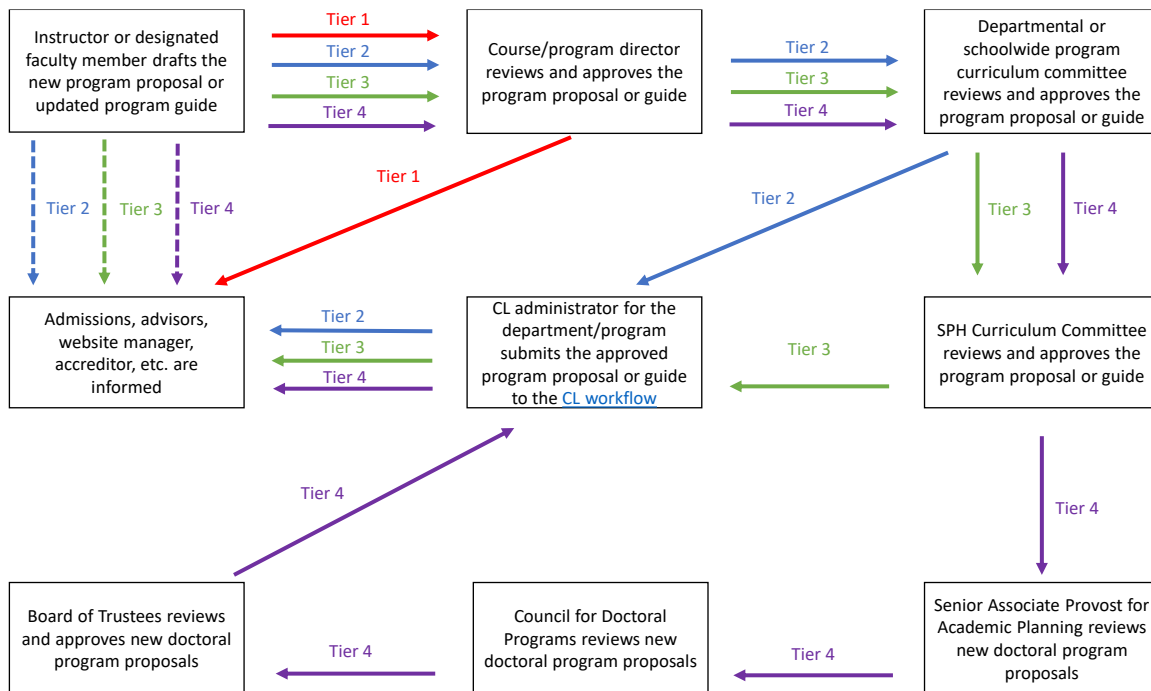 Instructor or designated
faculty member drafts the
new program proposal or
updated program guide
Tier 1
Tier 2
Tier 3
Tier 4
Course/program director
reviews and approves the
program proposal or guide
Tier 2
Tier 3
Tier 4
Departmental or
schoolwide program
curriculum committee
reviews and approves the
program proposal or guide
Tier 2
Tier 3
Tier 4
Tier 1
Tier 2
Tier 3
Tier 4
Admissions, advisors,
website manager,
accreditor, etc. are
informed
Tier 2
Tier 3
Tier 4
CL administrator for the
department/program
submits the approved
program proposal or guide
to the CL workflow
Tier 3
SPH Curriculum Committee
reviews and approves the
program proposal or guide
Tier 4
Tier 4
Board of Trustees reviews
and approves new doctoral
program proposals
Tier 4
Council for Doctoral
Programs reviews new
doctoral program proposals
Tier 4
Senior Associate Provost for
Academic Planning reviews
new doctoral program
proposals